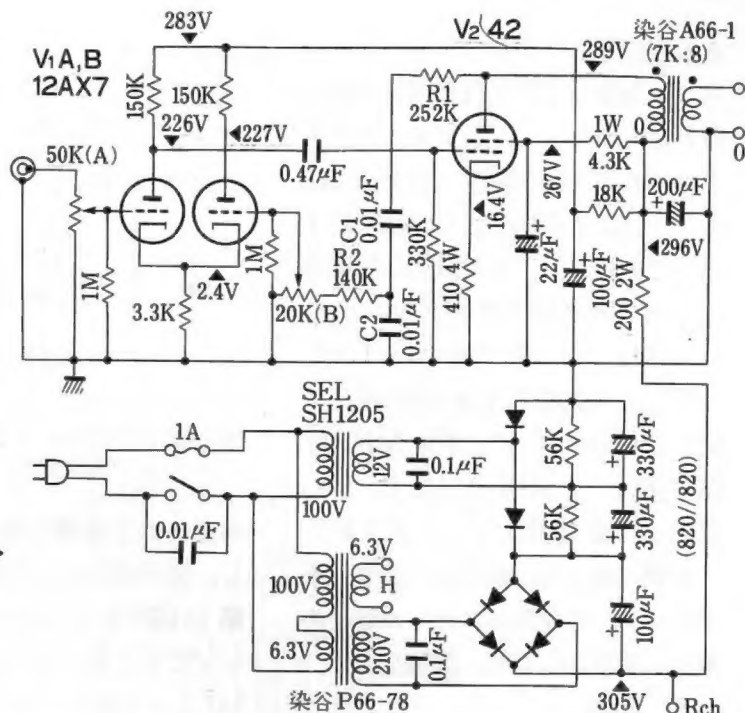 283V
V₂ 42
染谷A66-1
(7K:8)
289V
V₁A,B
12AX7
150K
150K
R1
252K
226V
227V
50K(A)
0.47μF
1W
4.3K
0
0
267V
18K
200μF
+
16.4V
C1
0.01μF
330K
1M
R2
140K
1M
2.4V
3.3K
20K(B)
C2
0.01μF
410 4W
+
22μF
+
100μF
296V
200 2W
SEL
SH1205
1A
12V
0.1μF
56K
330μF
+
100V
0.01μF
56K
330μF
+
(820//820)
6.3V
100V
H
6.3V
210V
0.1μF
100μF
+
染谷P66-78
305V
Rch